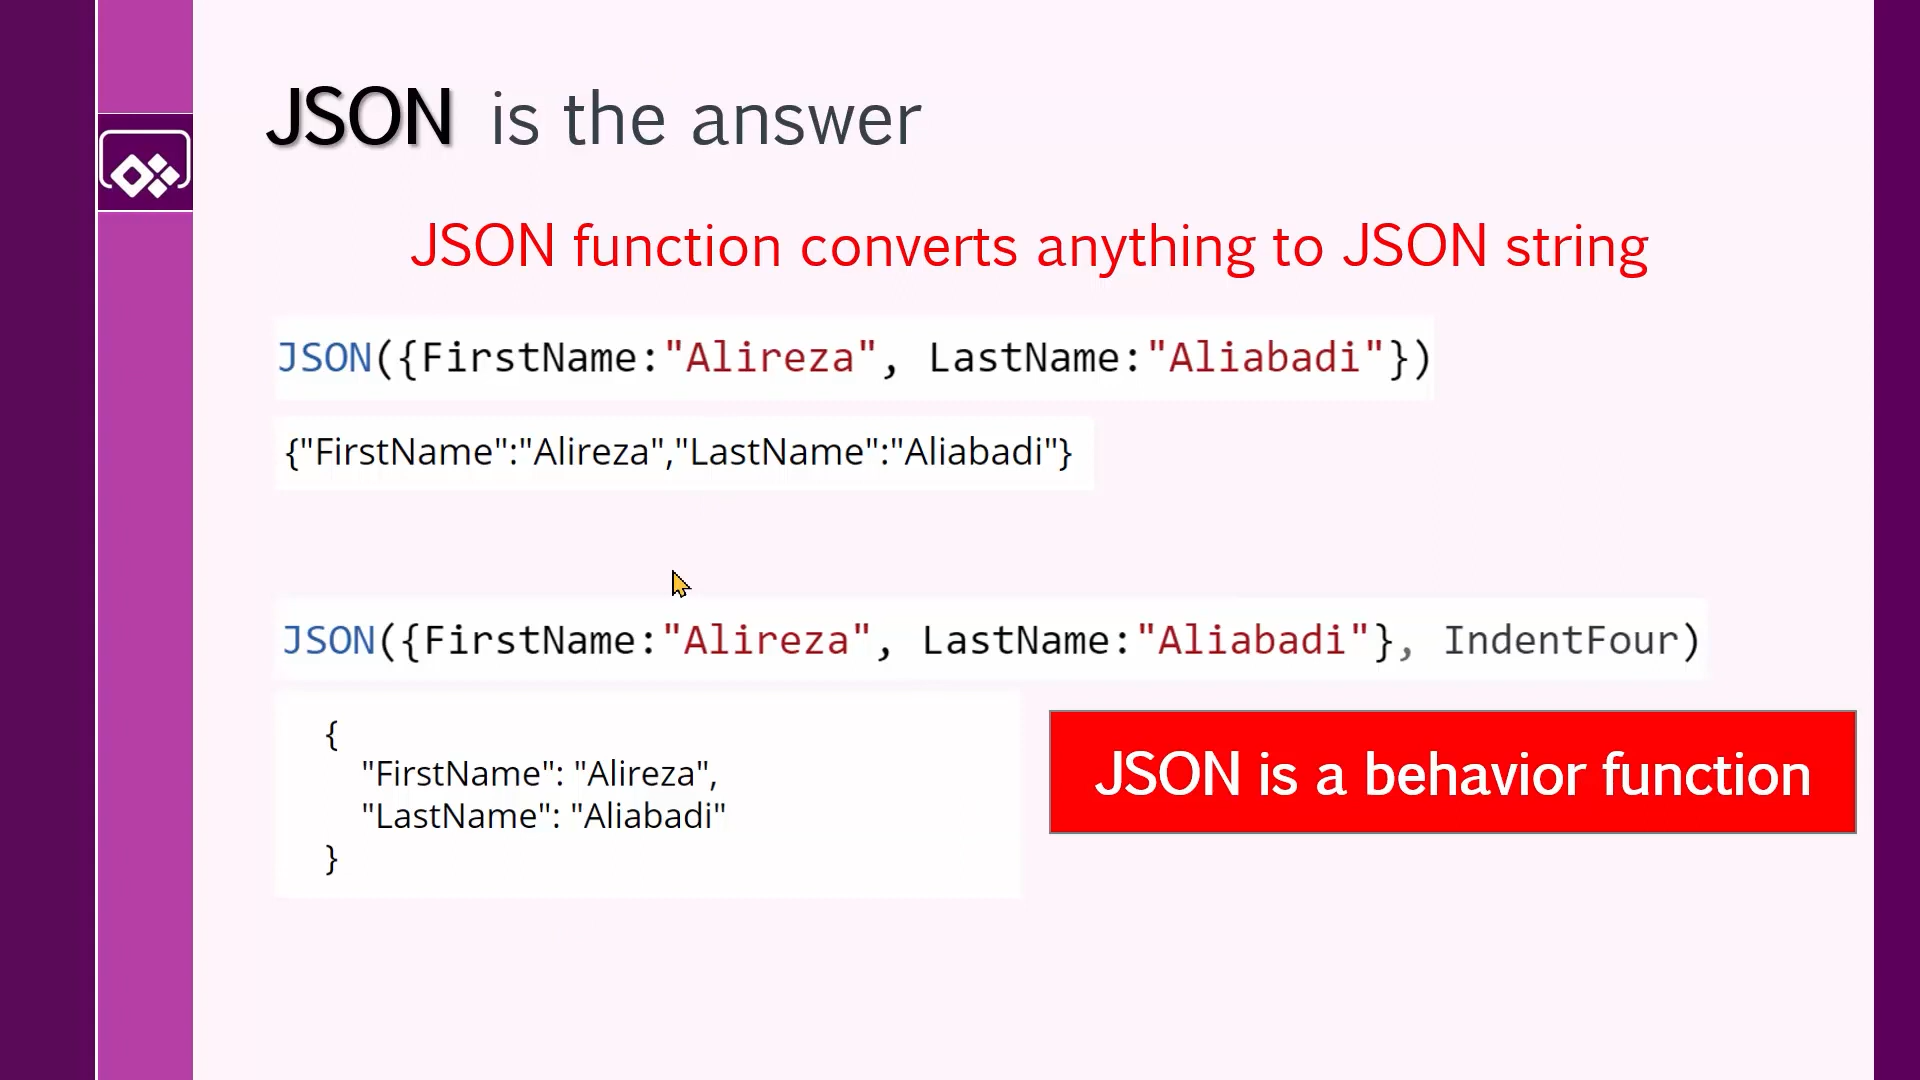 JSON is the answer
JSON function converts anything to JSON string
JSON({FirstName:"Alireza", LastName:"Aliabadi"})
{"FirstName":"Alireza","LastName":"Aliabadi"}
JSON({FirstName:"Alireza", LastName:"Aliabadi"}, IndentFour)
{
"FirstName": "Alireza",
"LastName": "Aliabadi"
}
JSON is a behavior function